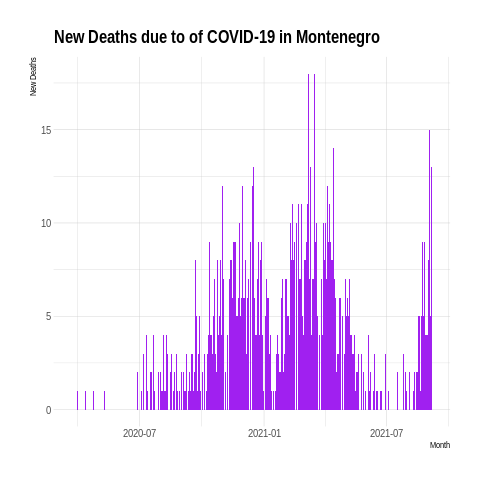 New Deaths due to of COVID-19 in Montenegro
New Deaths
15
10
5
0
2020-07
2021-01
2021-07
Month